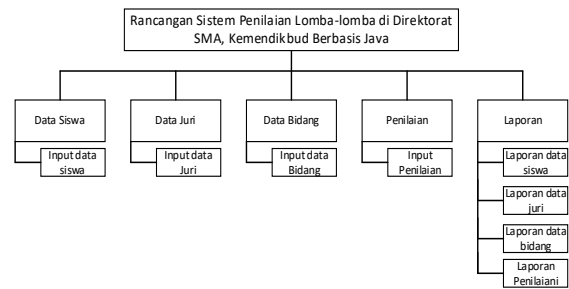 Rancangan Sistem Penilaian Lomba-lomba di Direktorat
SMA, Kemendikbud Berbasis Java
Data Siswa
Data Juri
Data Bidang
Penilaian
Laporan
Input data
siswa
Input data
Juri
Input data
Bidang
Input
Penilaian
Laporan data
siswa
Laporan data
juri
Laporan data
bidang
Laporan
Penilaiani